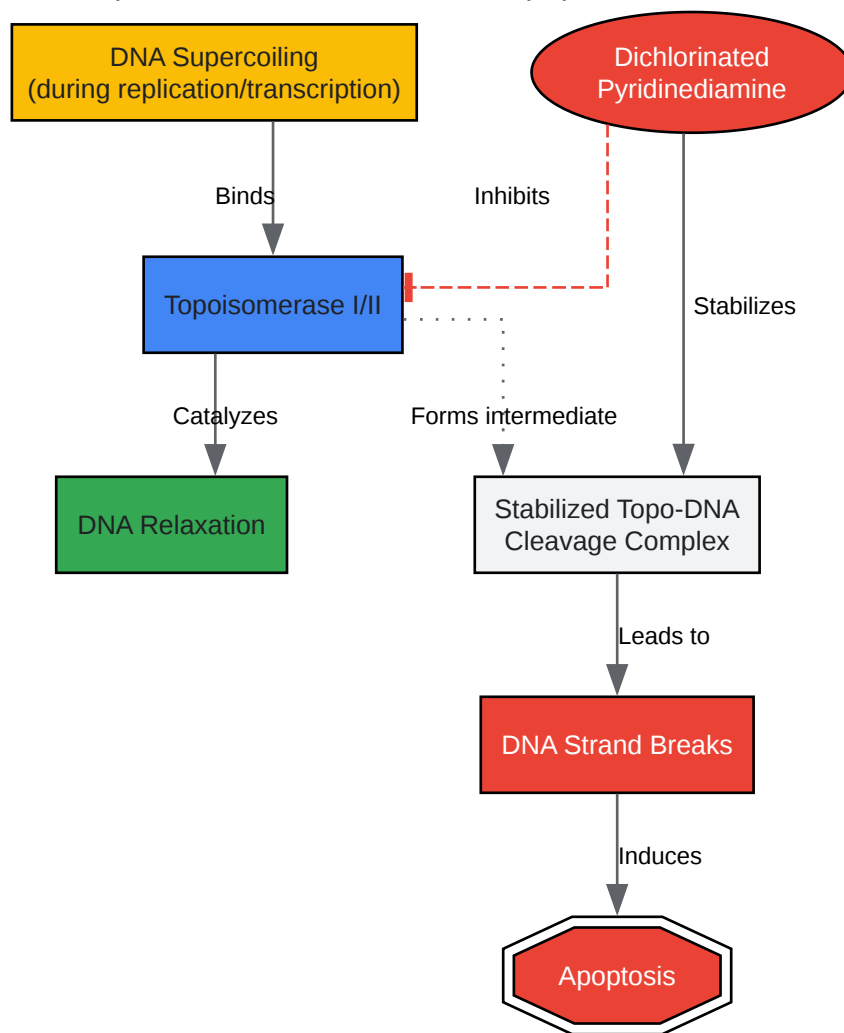 DNA Supercoiling
(during replication/transcription)
Dichlorinated
Pyridinediamine
Binds
Inhibits
Topoisomerase I/II
Stabilizes
Catalyzes
Forms intermediate
DNA Relaxation
Stabilized Topo-DNA
Cleavage Complex
Leads to
DNA Strand Breaks
Induces
Apoptosis